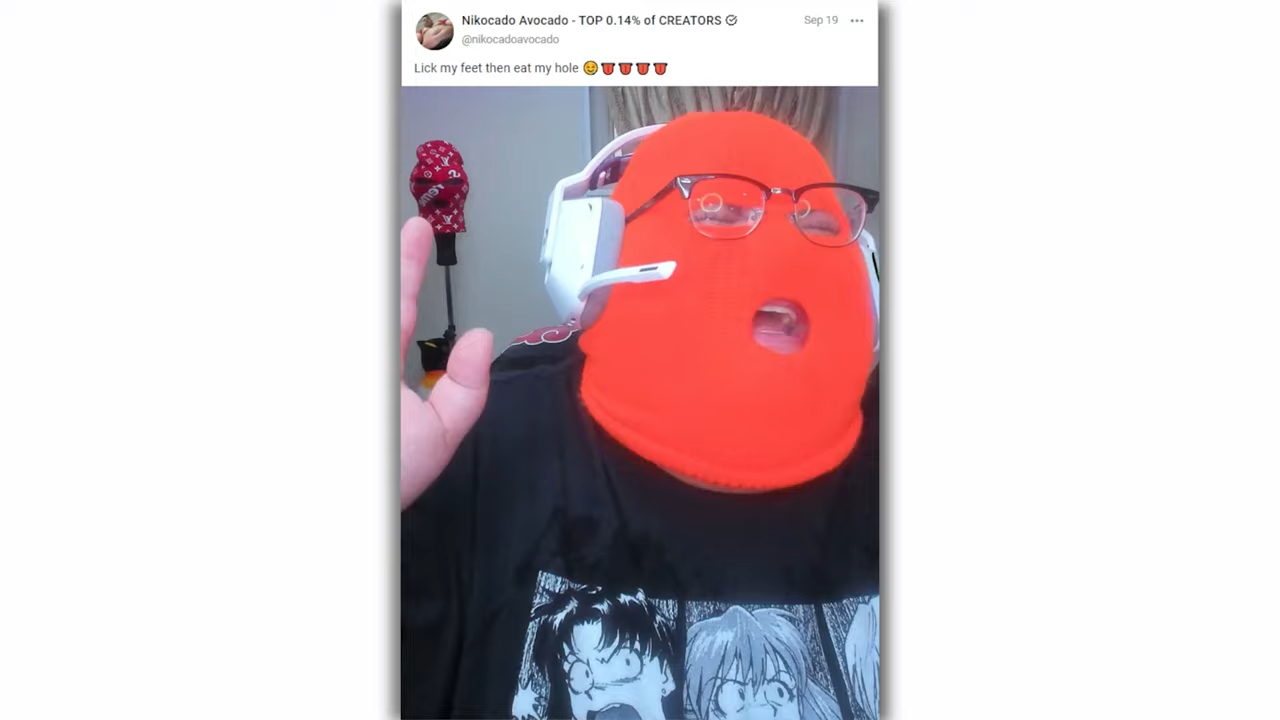 Nikocado Avocado - TOP 0.14% of CREATORS
Sep 19
@nikocadoavocado
Lick my feet then eat my hole 😊👅👅👅👅